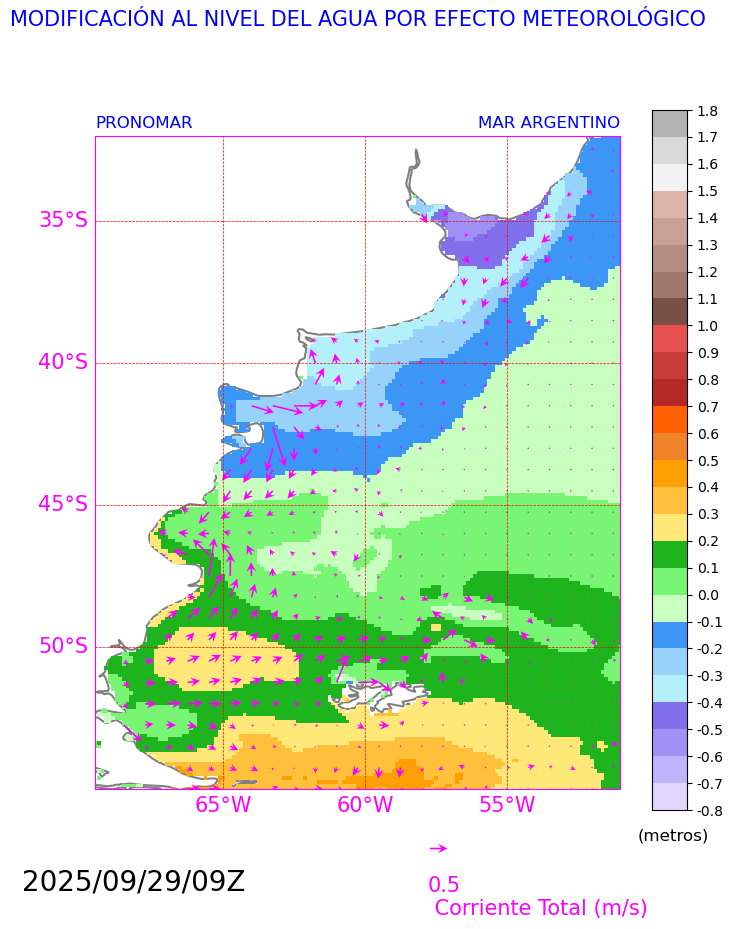 MODIFICACIÓN AL NIVEL DEL AGUA POR EFECTO METEOROLÓGICO
PRONOMAR
MAR ARGENTINO
35°S
40°S
45°S
50°S
65°W
60°W
55°W
1.8
1.7
1.6
1.5
1.4
1.3
1.2
1.1
1.0
0.9
0.8
0.7
0.6
0.5
0.4
0.3
0.2
0.1
0.0
-0.1
-0.2
-0.3
-0.4
-0.5
-0.6
-0.7
-0.8
(metros)
2025/09/29/09Z
0.5
Corriente Total (m/s)